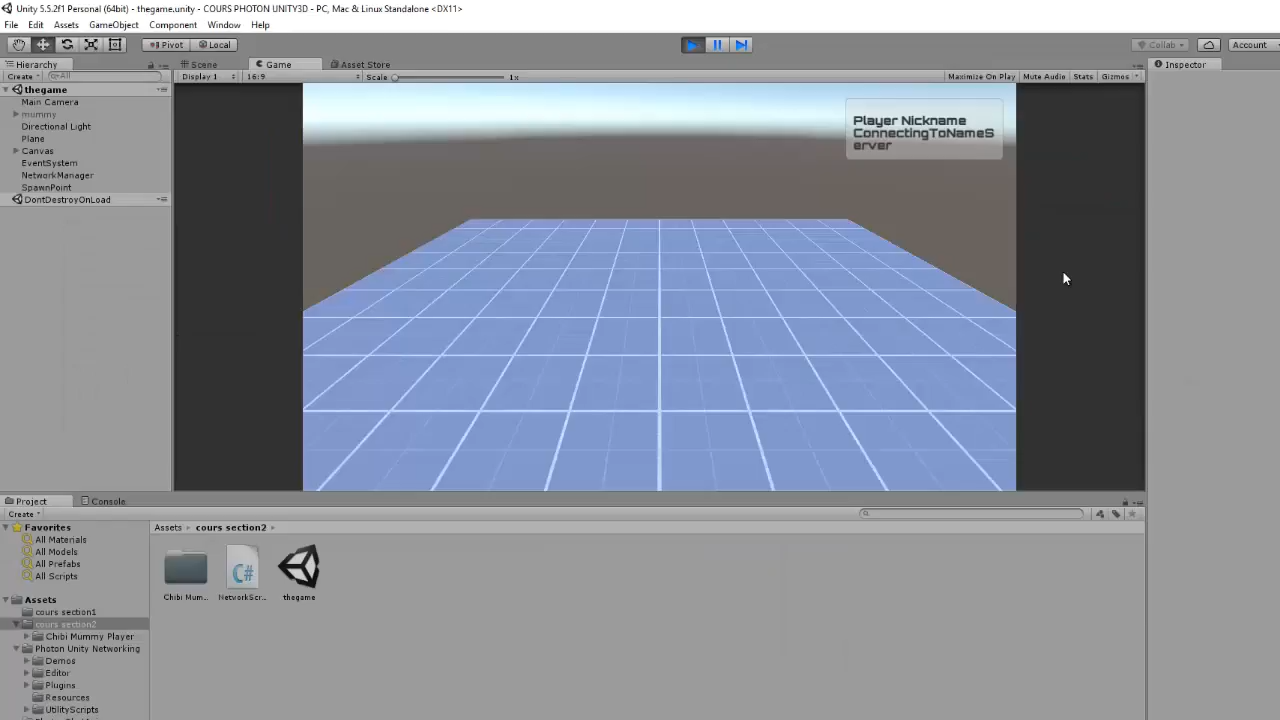 Unity 5.5.2f1 Personal (64bit) - thegame.unity - COURS PHOTON UNITY3D - PC, Mac & Linux Standalone <DX11>
File Edit Assets GameObject Component Window Help
Pivot Local Collab Account
Hierarchy Scene Game Asset Store Inspector
Create All Display 1 16:9 Scale 1x Maximize On Play Mute Audio Stats Gizmos
thegame
Main Camera
mummy
Directional Light
Plane
Canvas
EventSystem
NetworkManager
SpawnPoint
DontDestroyOnLoad
Player Nickname
ConnectingToNameS
erver
Project Console
Create
Favorites
All Materials
All Models
All Prefabs
All Scripts
Assets
cours section1
cours section2
Chibi Mummy Player
Photon Unity Networking
Demos
Editor
Plugins
Resources
UtilityScripts
Assets cours section2
C#
Chibi Mum... NetworkScr... thegame